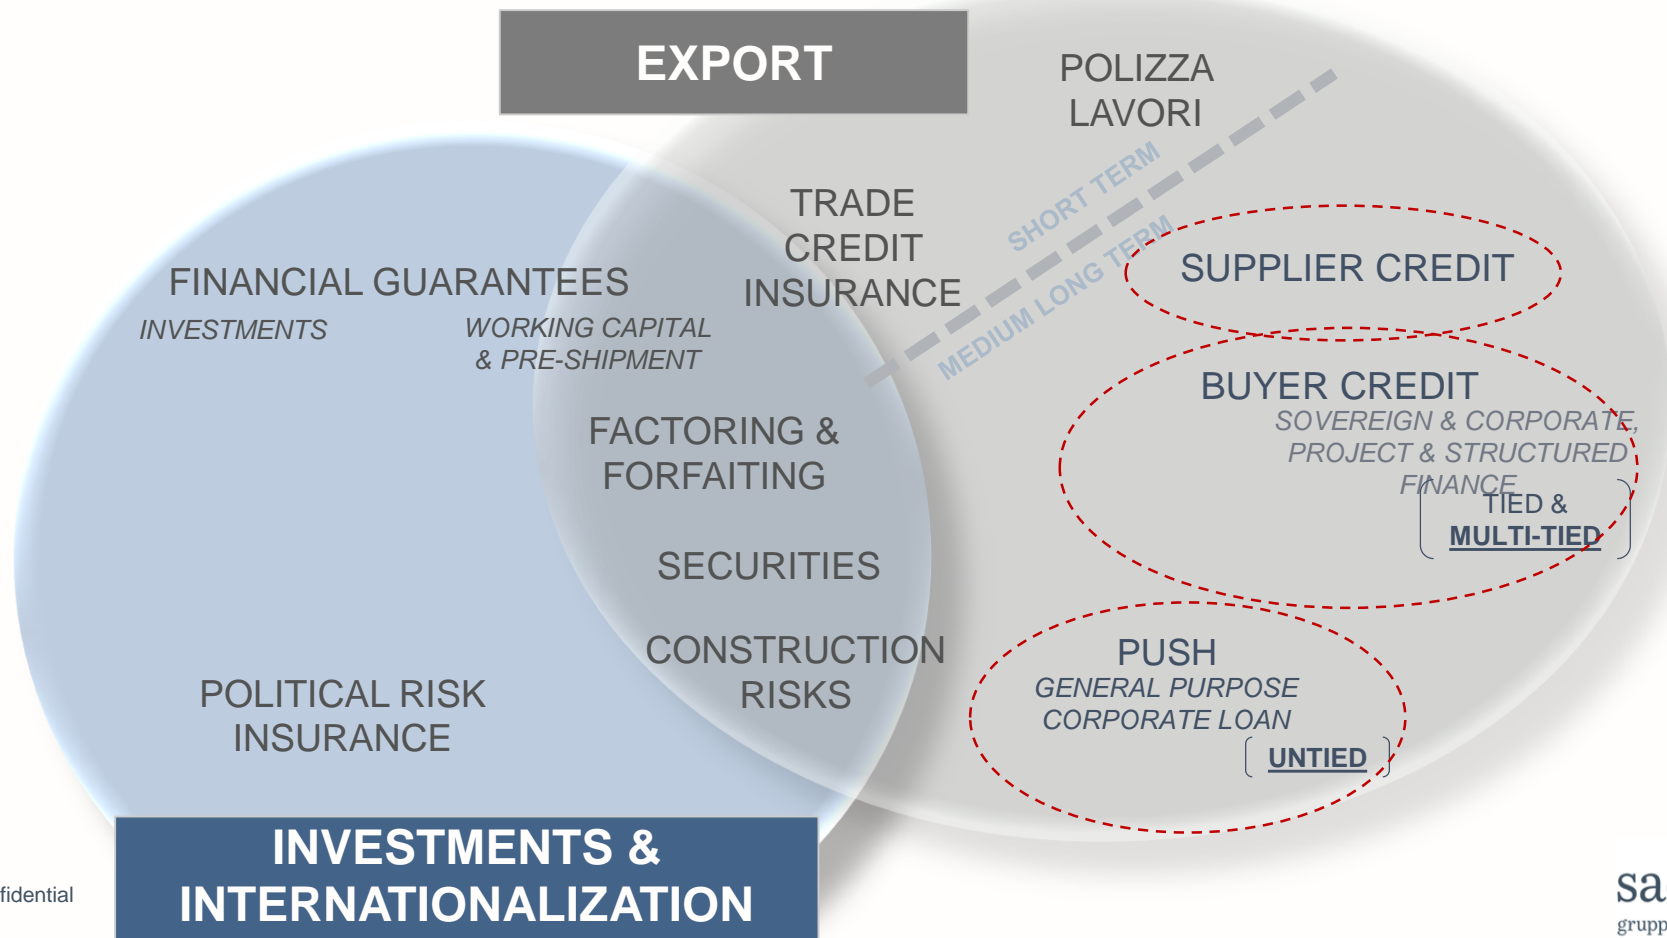 EXPORT
POLIZZA
LAVORI
SHORT TERM
MEDIUM LONG TERM
TRADE
CREDIT
INSURANCE
SUPPLIER CREDIT
FINANCIAL GUARANTEES
INVESTMENTS
WORKING CAPITAL
& PRE-SHIPMENT
BUYER CREDIT
SOVEREIGN & CORPORATE,
PROJECT & STRUCTURED
FINANCE
TIED &
MULTI-TIED
FACTORING &
FORFAITING
SECURITIES
CONSTRUCTION
RISKS
PUSH
GENERAL PURPOSE
CORPORATE LOAN
UNTIED
POLITICAL RISK
INSURANCE
INVESTMENTS &
INTERNATIONALIZATION
fidential
sa
grupp